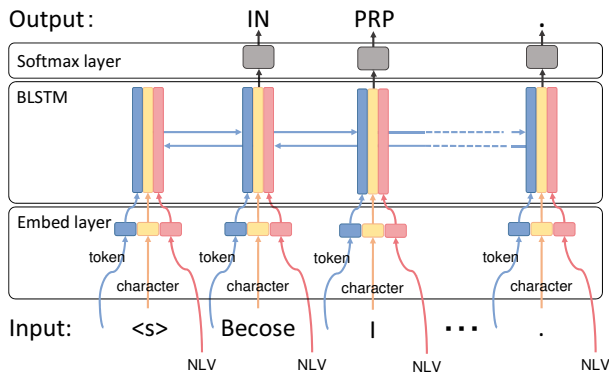 Output: IN PRP .
Softmax layer
BLSTM
Embed layer
token token token token
character character character character
Input: <s> Becose I ... .
NLV NLV NLV NLV